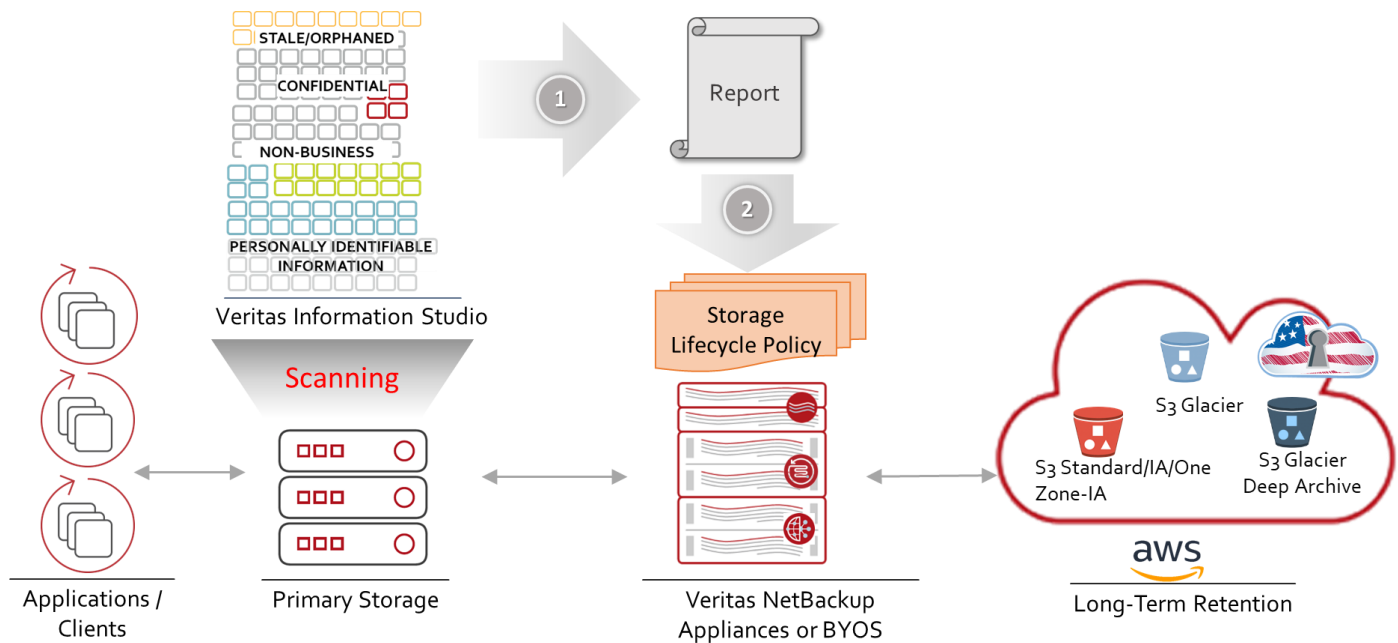 STALE/ORPHANED
CONFIDENTIAL
NON-BUSINESS
PERSONALLY IDENTIFIABLE
INFORMATION
Veritas Information Studio
1
Report
2
Storage
Lifecycle Policy
Scanning
S3 Glacier
S3 Standard/IA/One
Zone-IA
S3 Glacier
Deep Archive
aws
Applications /
Clients
Primary Storage
Veritas NetBackup
Appliances or BYOS
Long-Term Retention